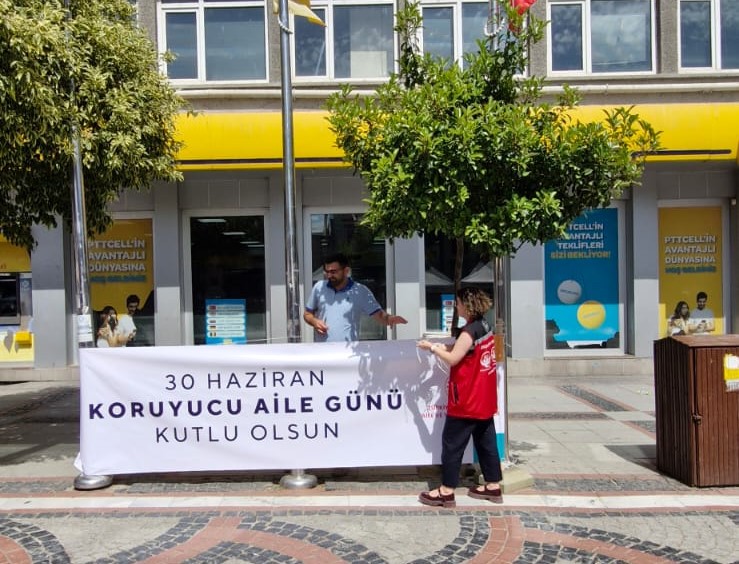 PTTCELL'İN
AVANTAJLI
DÜNYASINA
PTTCELL'İN
AVANTAJLI
TEKLİFLERİ
SİZİ BEKLİYOR!
PTTCELL'İN
AVANTAJLI
DÜNYASINA
HOŞ GELDİNİZ
30 HAZİRAN
KORUYUCU AİLE GÜNÜ
KUTLU OLSUN